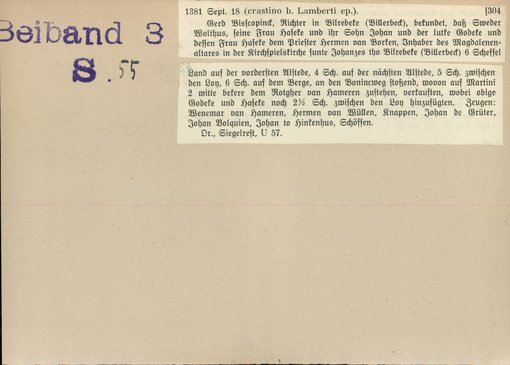 Beiband 3
S. 55
1381 Sept. 18 (crastino b. Lamberti ep.). [304
Gerd Biscopinck, Richter in Bilrebeke (Billerbeck), bekundet, daß Sweder
Wolthus, seine Frau Haseke und ihr Sohn Johan und der lutke Godeke und
dessen Frau Haseke dem Priester Hermen van Hameren, Inhaber des Magdalenen-
altares in der Kirchspielskirche sunte Johanzes tho Bilrebeke (Billerbeck) 6 Scheffel
Land auf der vordersten Alstede, 4 Sch. auf der nächsten Alstede, 5 Sch. zwischen
den Loy, 6 Sch. auf dem Berge, an den Bonincweg stoßend, wovon auf Martini
2 witte bekere dem Rotgher van Hameren zustehen, verkauften, wobei obige
Godeke und Haseke noch 2½ Sch. zwischen den Loy hinzufügten. Zeugen:
Wenemar van Hameren, Hermen van Wüllen, Knappen, Johan de Grüter,
Johan Volquien, Johan to Hinkenhus, Schöffen.
Or., Siegelrest, U 57.